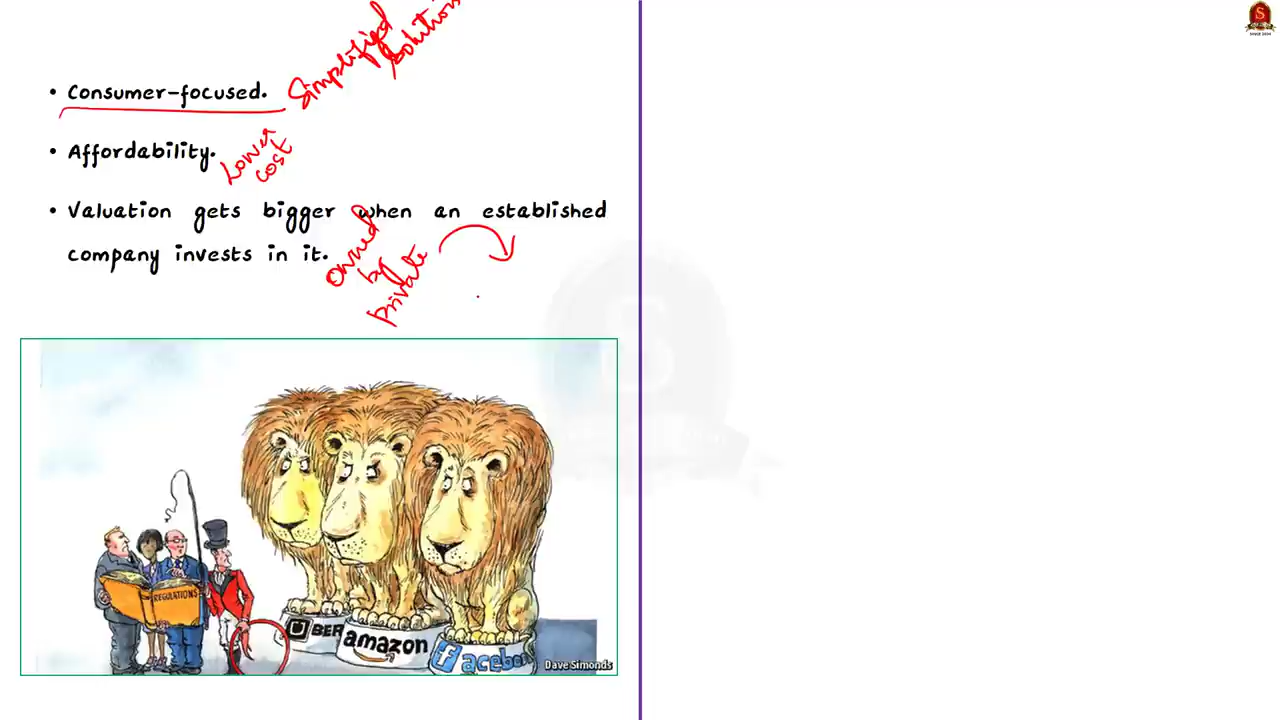 Simplified
Solutions
• Consumer-focused.
• Affordability.
Lower
cost
• Valuation gets bigger when an established
company invests in it.
Owned
by
private
REGULATIONS
UBER
amazon
facebook
Dave Simonds
S